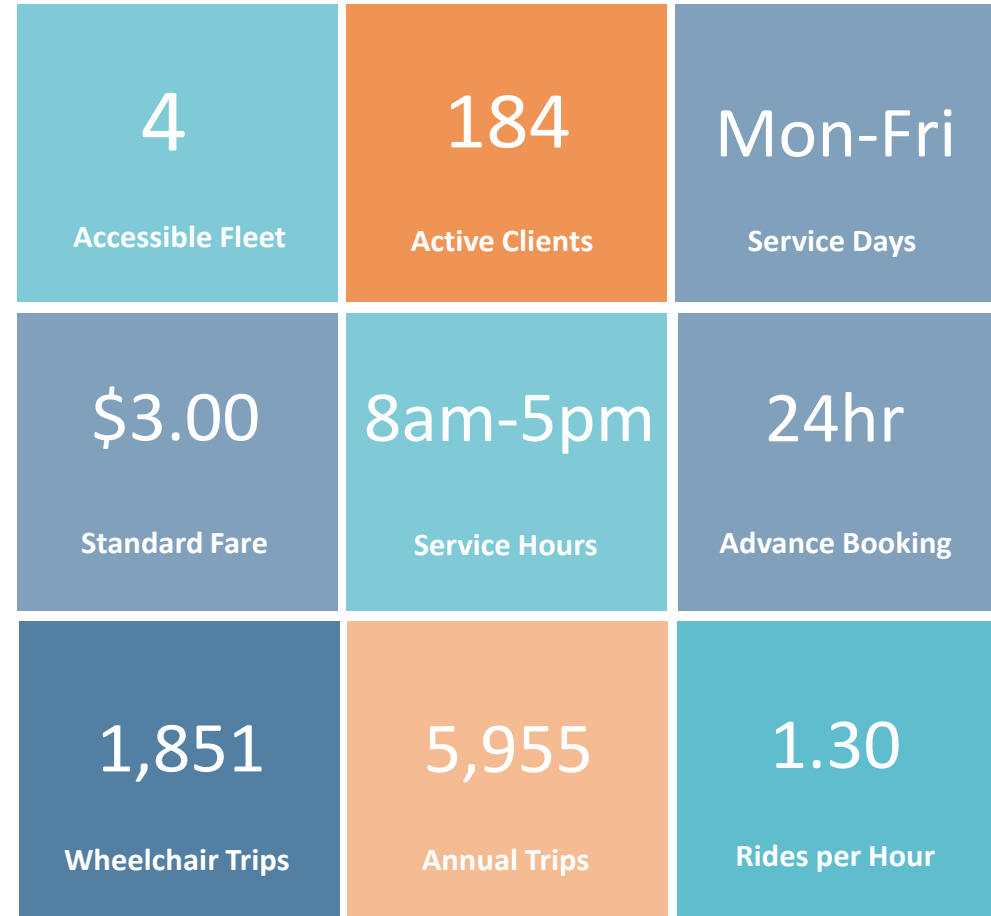 4
Accessible Fleet
184
Active Clients
Mon-Fri
Service Days
$3.00
Standard Fare
8am-5pm
Service Hours
24hr
Advance Booking
1,851
Wheelchair Trips
5,955
Annual Trips
1.30
Rides per Hour